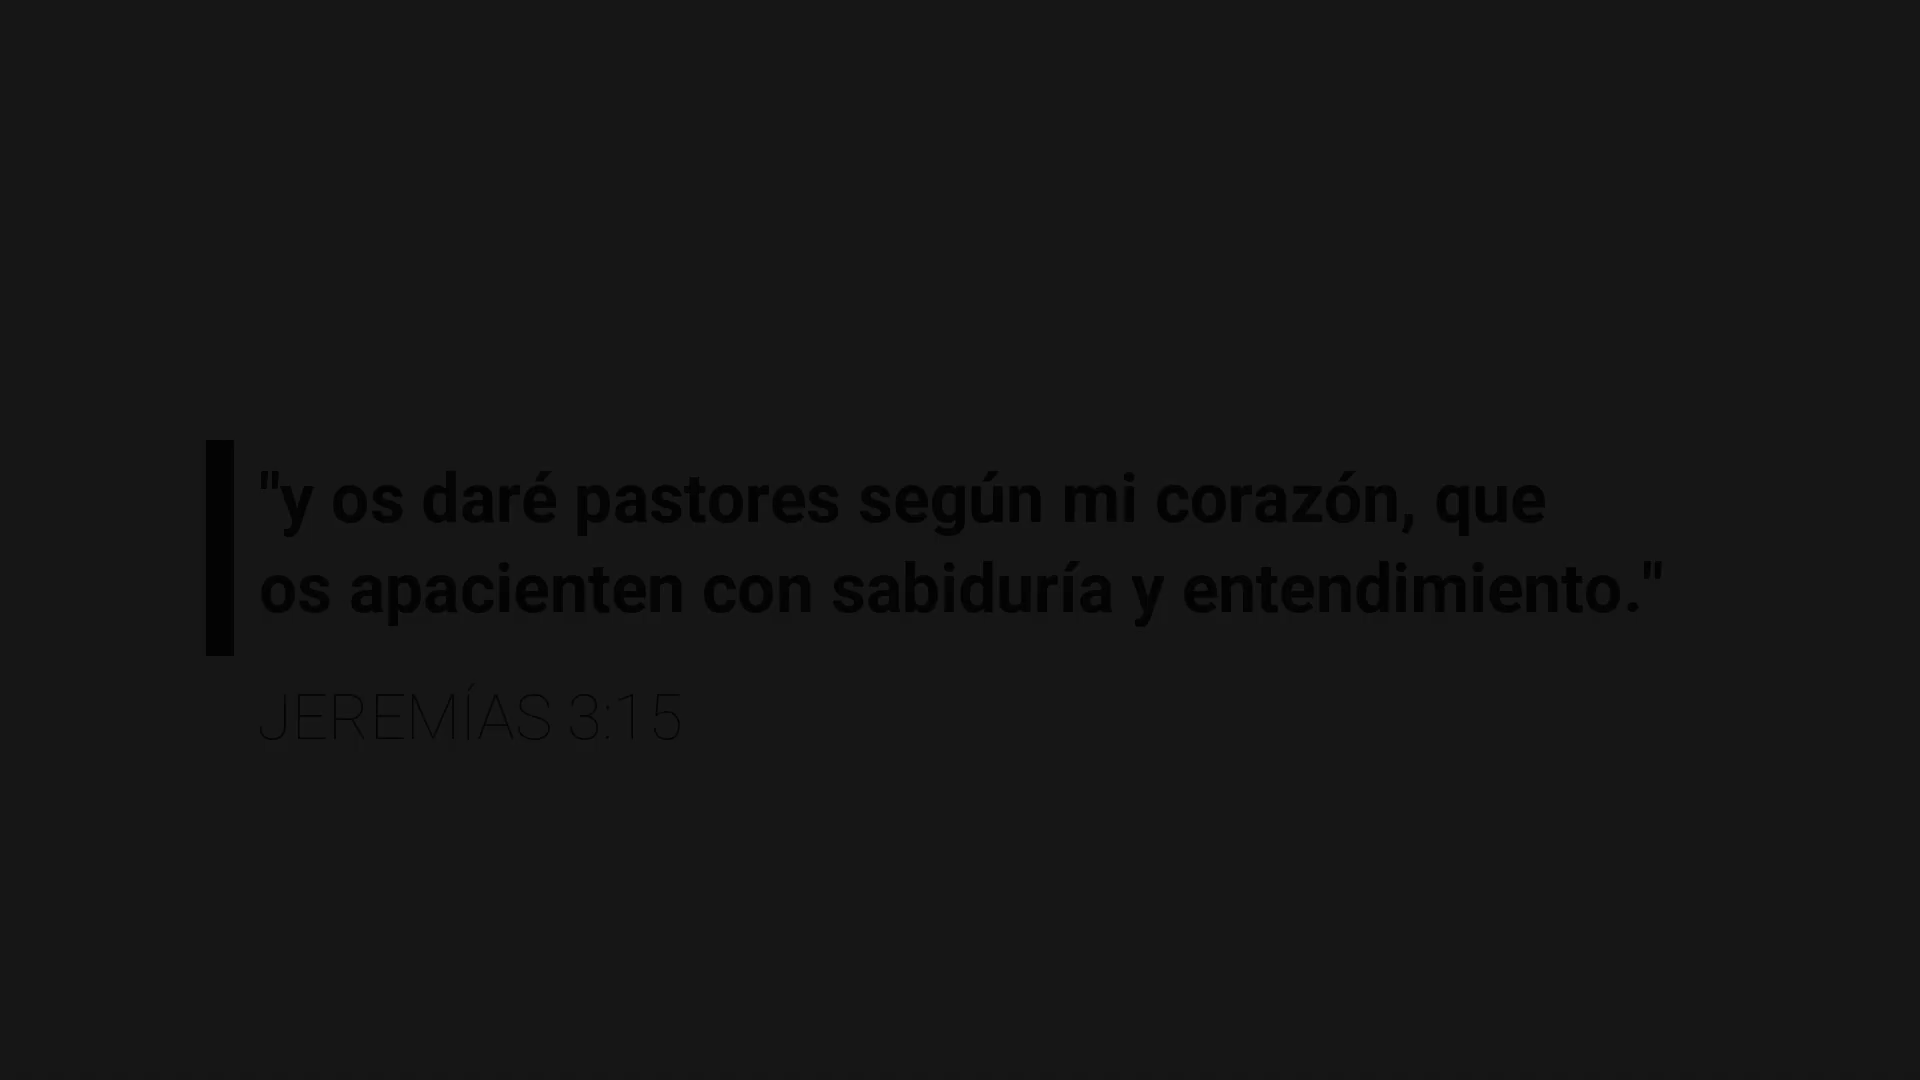 "y os daré pastores según mi corazón, que
os apacienten con sabiduría y entendimiento."
JEREMÍAS 3:15